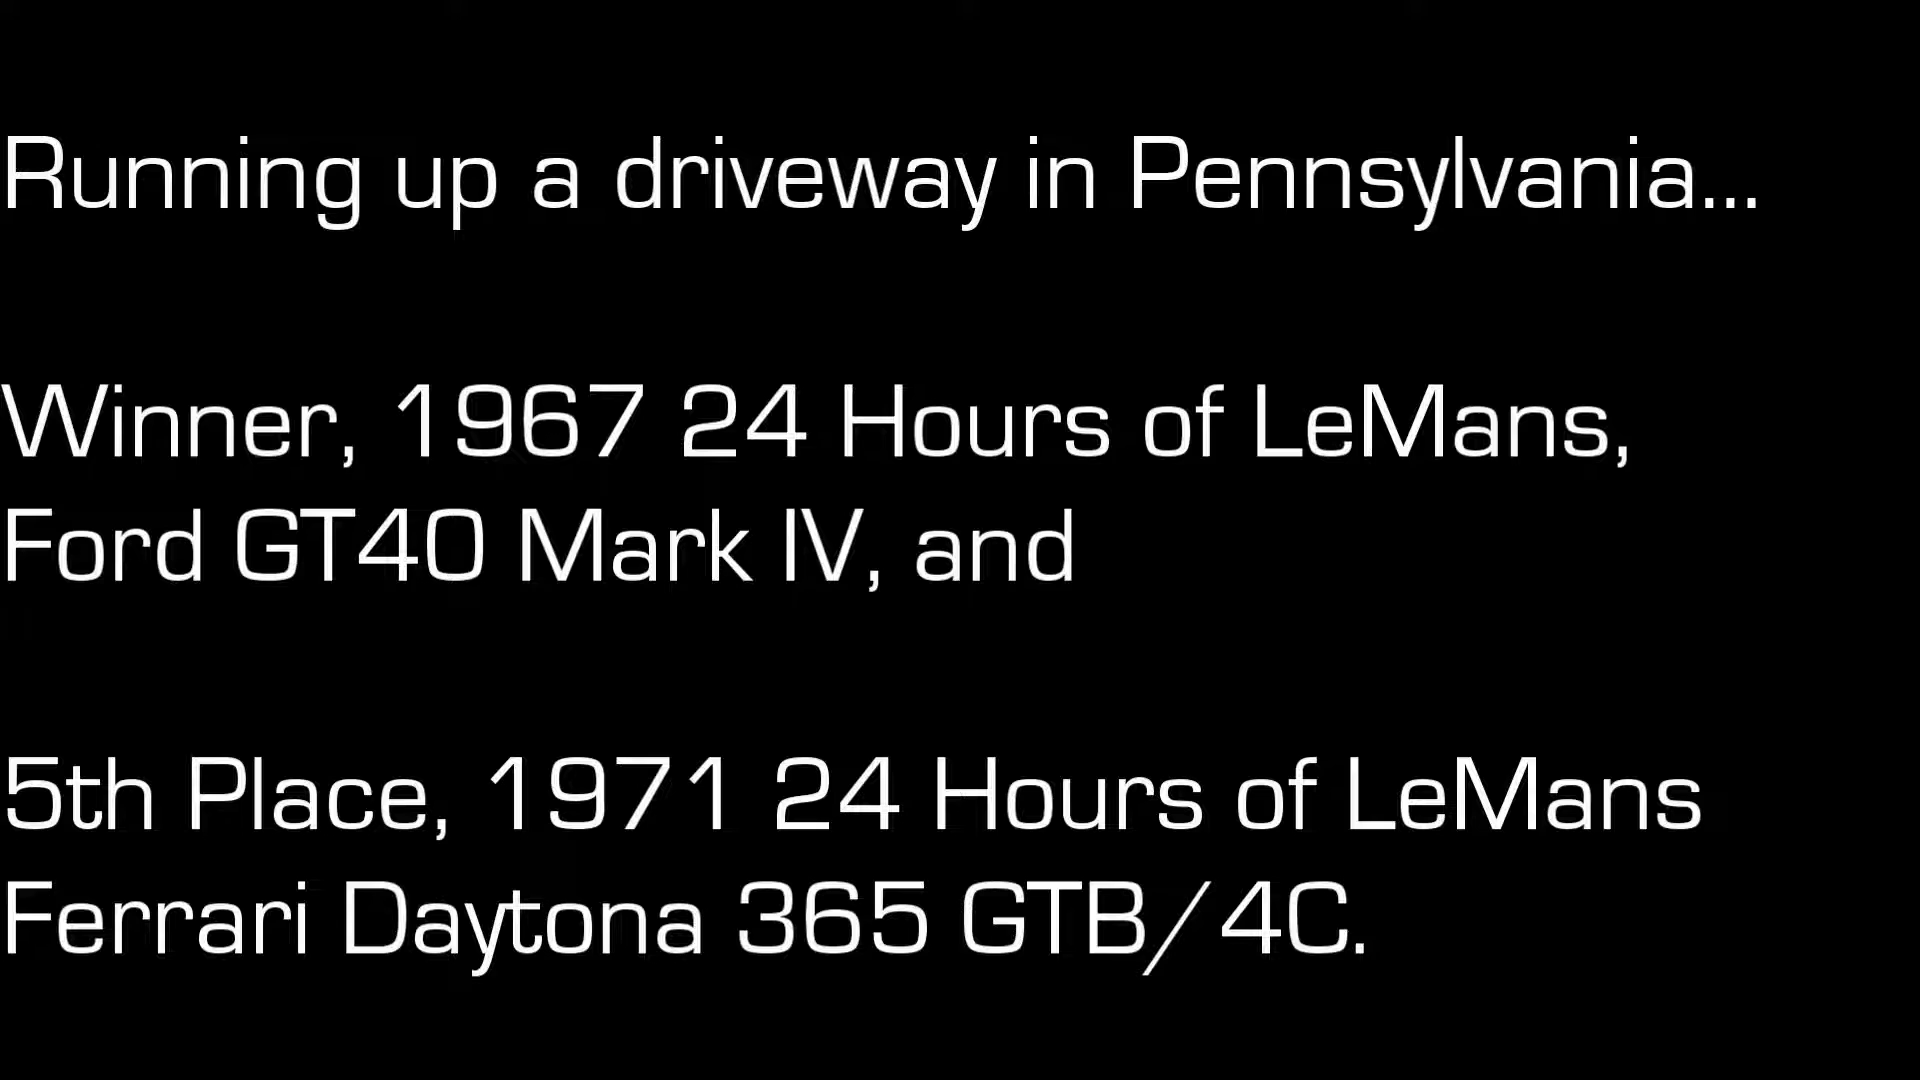 Running up a driveway in Pennsylvania...
Winner, 1967 24 Hours of LeMans,
Ford GT40 Mark IV, and
5th Place, 1971 24 Hours of LeMans
Ferrari Daytona 365 GTB/4C.